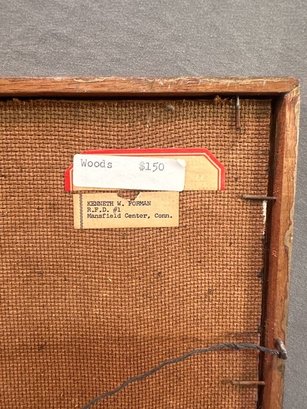 Woods $150
KENNETH W. FORMAN
R.F.D. #1
Mansfield Center, Conn.